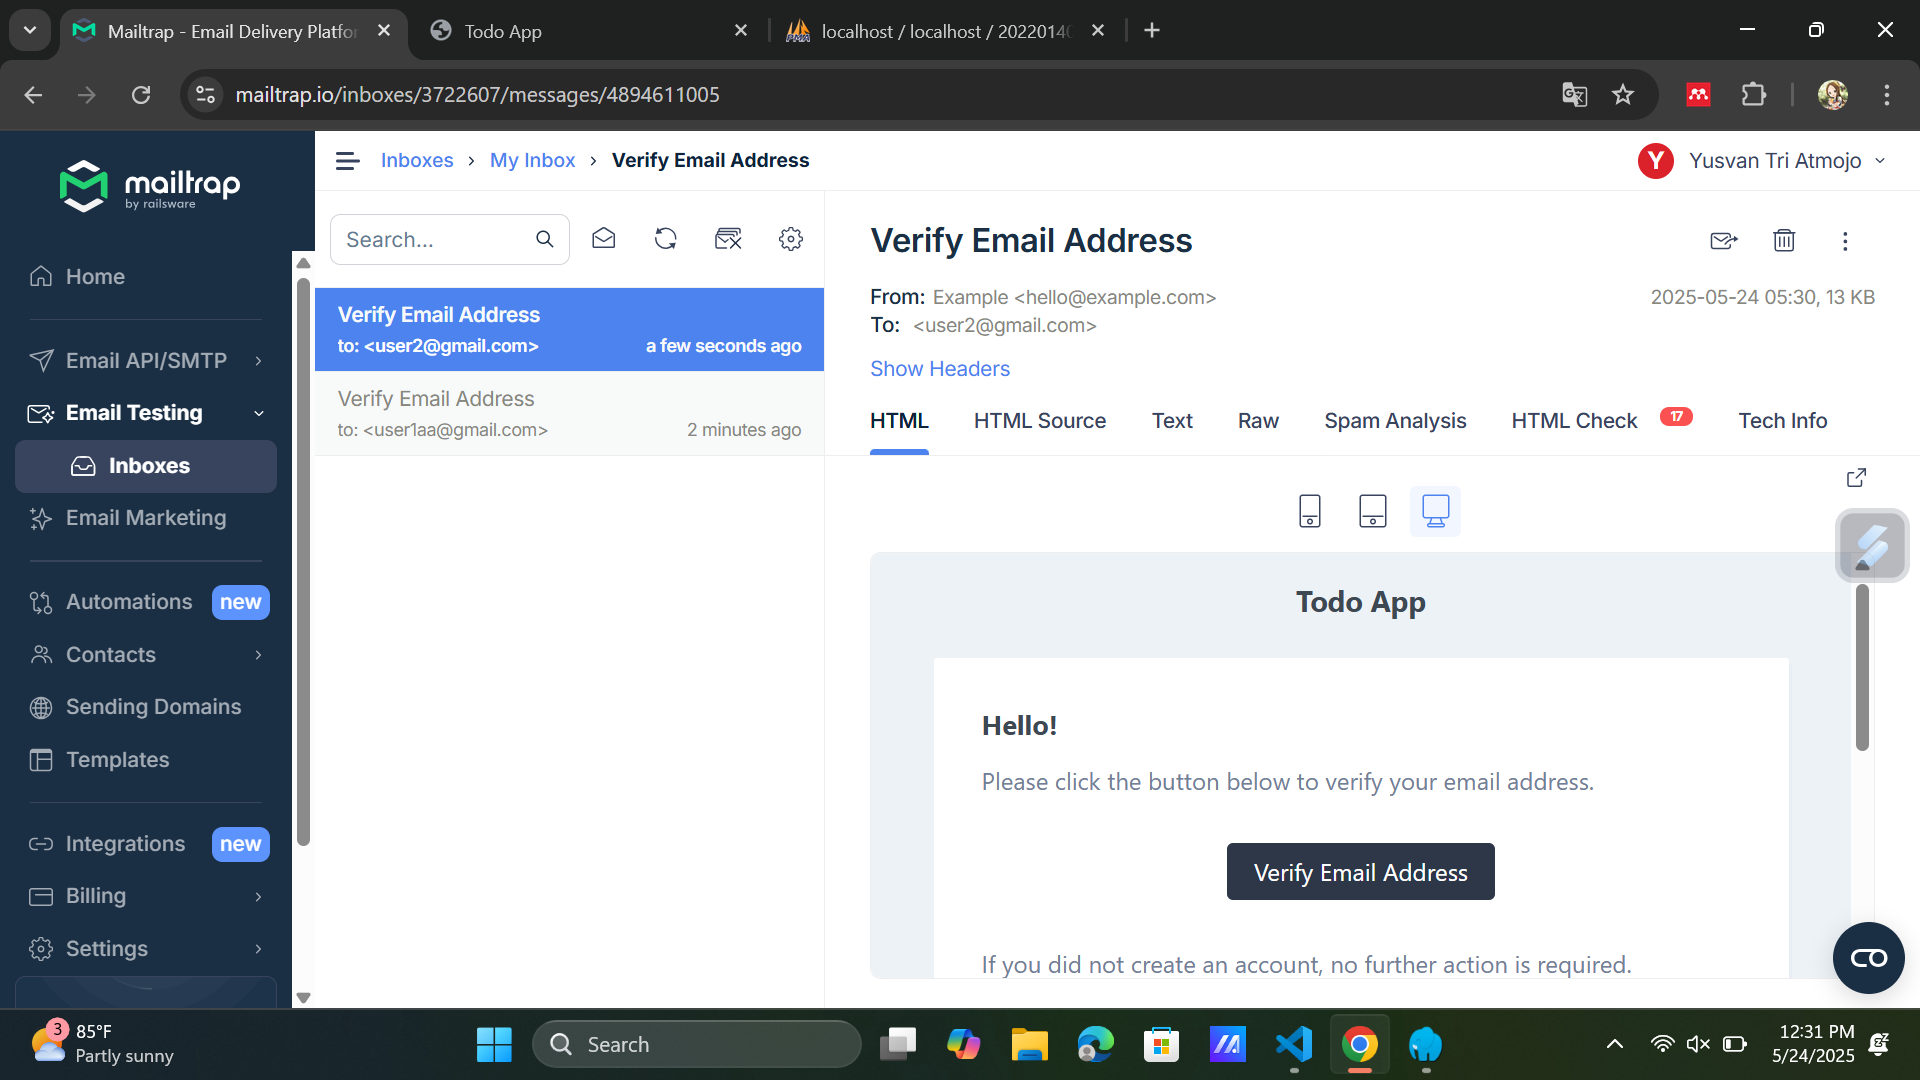 Mailtrap - Email Delivery Platfor
Todo App
localhost / localhost / 20220140
mailtrap.io/inboxes/3722607/messages/4894611005
mailtrap
by railsware
Home
Email API/SMTP
Email Testing
Inboxes
Email Marketing
Automations new
Contacts
Sending Domains
Templates
Integrations new
Billing
Settings
Inboxes > My Inbox > Verify Email Address
Y Yusvan Tri Atmojo
Search...
Verify Email Address
to: <user2@gmail.com> a few seconds ago
Verify Email Address
to: <user1aa@gmail.com> 2 minutes ago
Verify Email Address
From: Example <hello@example.com> 2025-05-24 05:30, 13 KB
To: <user2@gmail.com>
Show Headers
HTML HTML Source Text Raw Spam Analysis HTML Check 17 Tech Info
Todo App
Hello!
Please click the button below to verify your email address.
Verify Email Address
If you did not create an account, no further action is required.
3 85°F
Partly sunny
Search
12:31 PM
5/24/2025